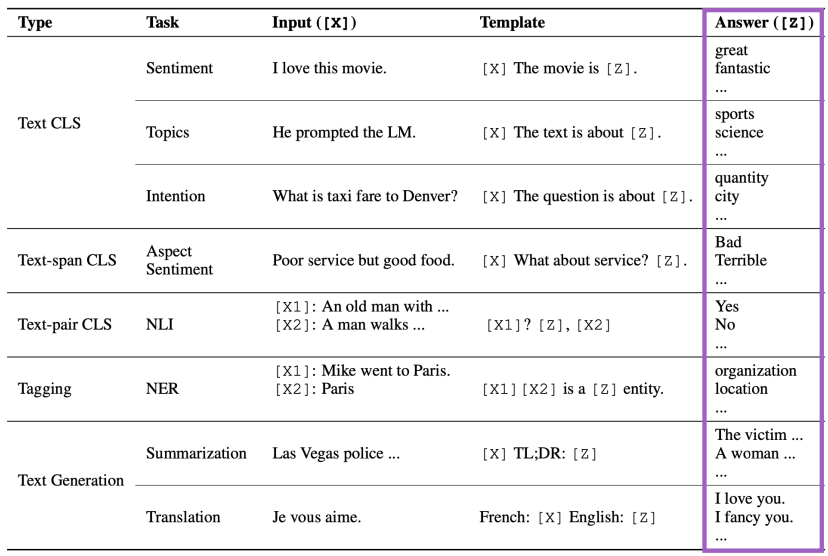 Type Task Input ([X]) Template Answer ([Z])
great
Sentiment I love this movie. [X] The movie is [Z]. fantastic
...
sports
Text CLS Topics He prompted the LM. [X] The text is about [Z]. science
...
quantity
Intention What is taxi fare to Denver? [X] The question is about [Z]. city
...
Bad
Text-span CLS Aspect Sentiment Poor service but good food. [X] What about service? [Z]. Terrible
...
[X1]: An old man with ... Yes
Text-pair CLS NLI [X2]: A man walks ... [X1]? [Z], [X2] No
...
[X1]: Mike went to Paris. organization
Tagging NER [X2]: Paris [X1][X2] is a [Z] entity. location
...
The victim ...
Text Generation Summarization Las Vegas police ... [X] TL;DR: [Z] A woman ...
...
I love you.
Translation Je vous aime. French: [X] English: [Z] I fancy you.
...